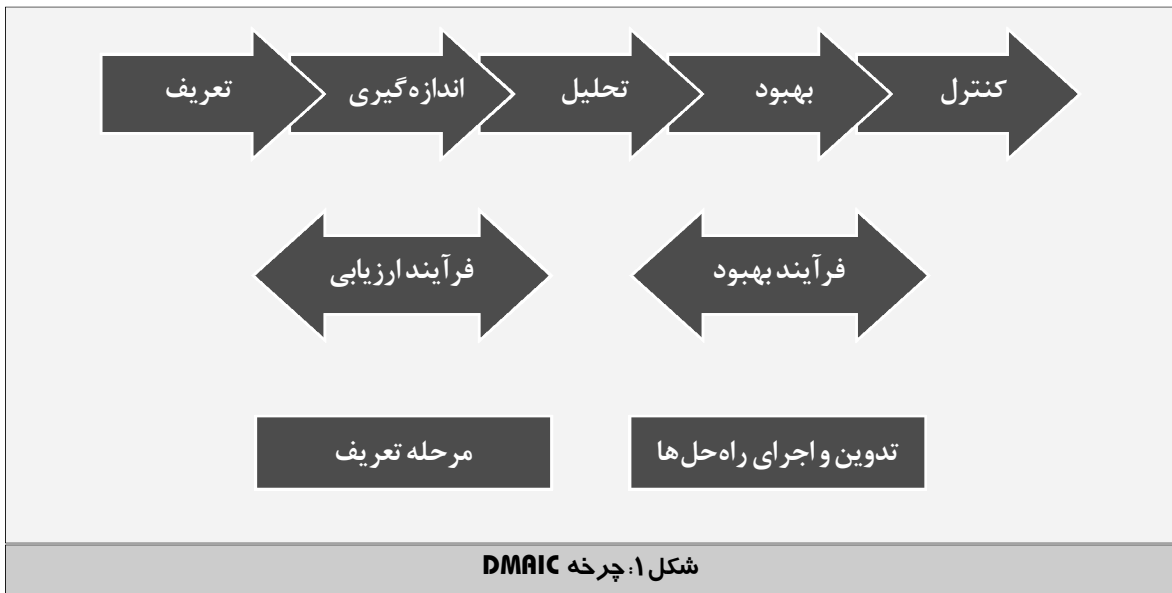 تعریف
اندازه‌گیری
تحلیل
بهبود
کنترل
فرآیند ارزیابی
فرآیند بهبود
مرحله تعریف
تدوین و اجرای راه‌حل‌ها
شکل ۱: چرخه DMAIC